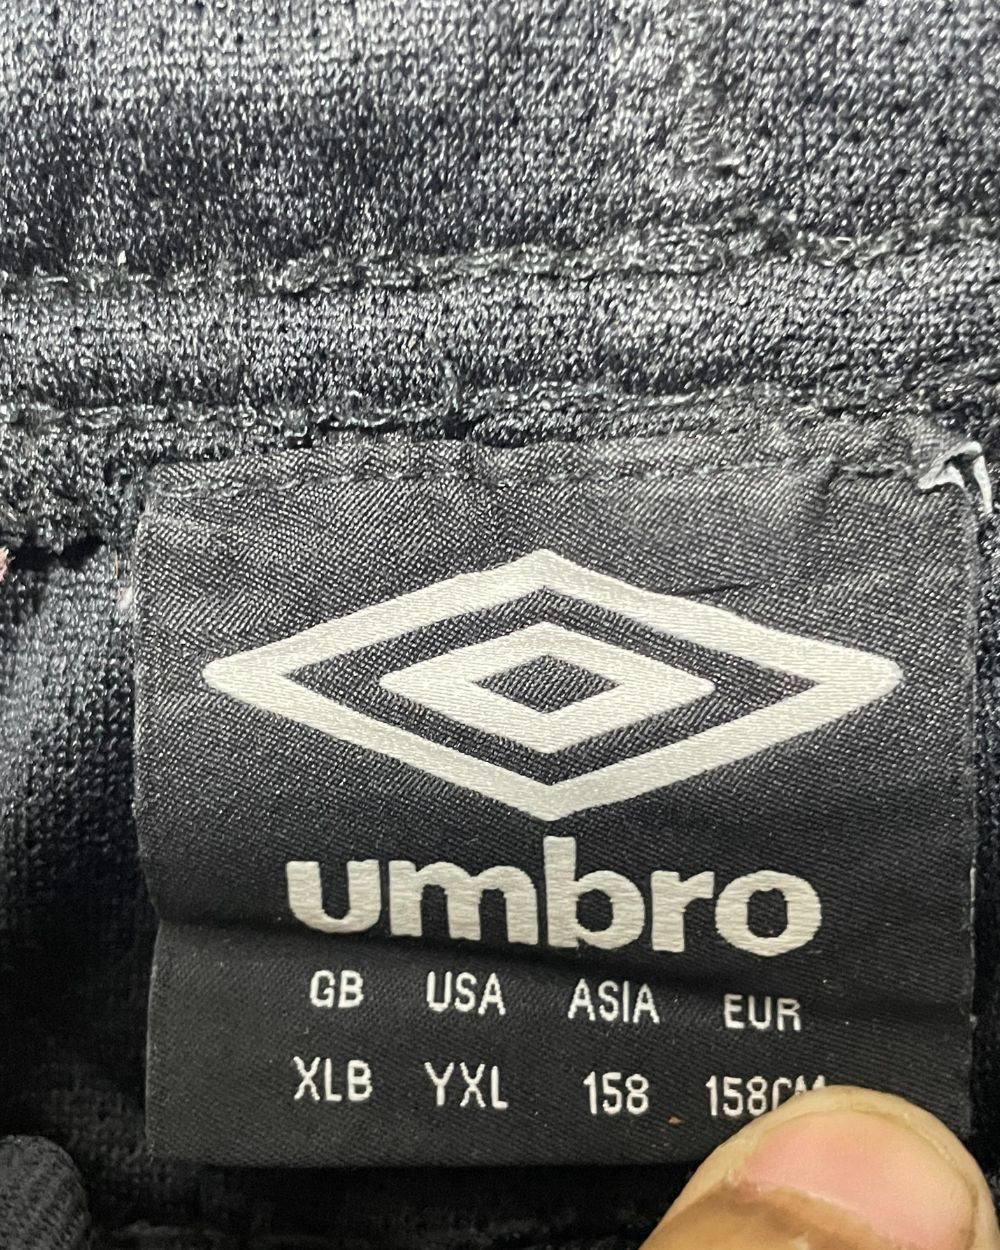 umbro
GB USA ASIA EUR
XLB YXL 158 158CM